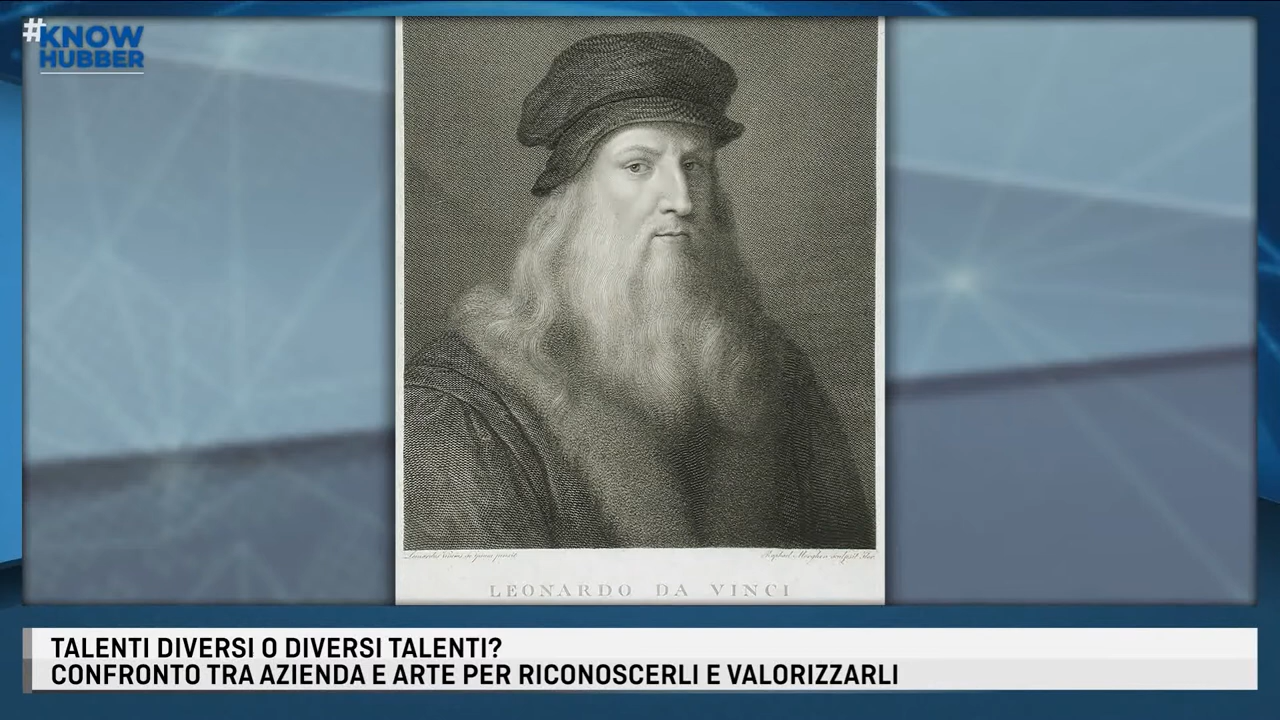 #KNOW
HUBBER
LEONARDO DA VINCI
TALENTI DIVERSI O DIVERSI TALENTI?
CONFRONTO TRA AZIENDA E ARTE PER RICONOSCERLI E VALORIZZARLI